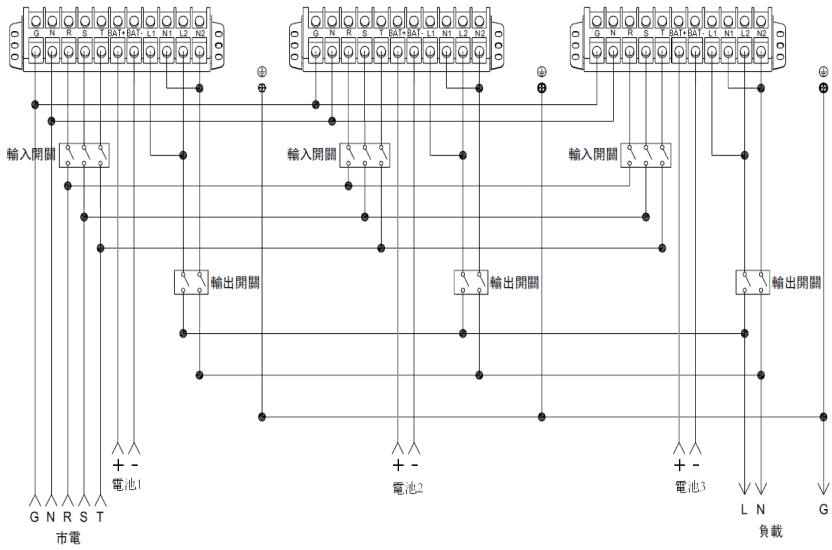 G N R S T BAT+ BAT- L1 N1 L2 N2
G N R S T BAT+ BAT- L1 N1 L2 N2
G N R S T BAT+ BAT- L1 N1 L2 N2
輸入開關
輸入開關
輸入開關
輸出開關
輸出開關
輸出開關
+ -
電池1
+ -
電池2
+ -
電池3
G N R S T
市電
L N
負載
G